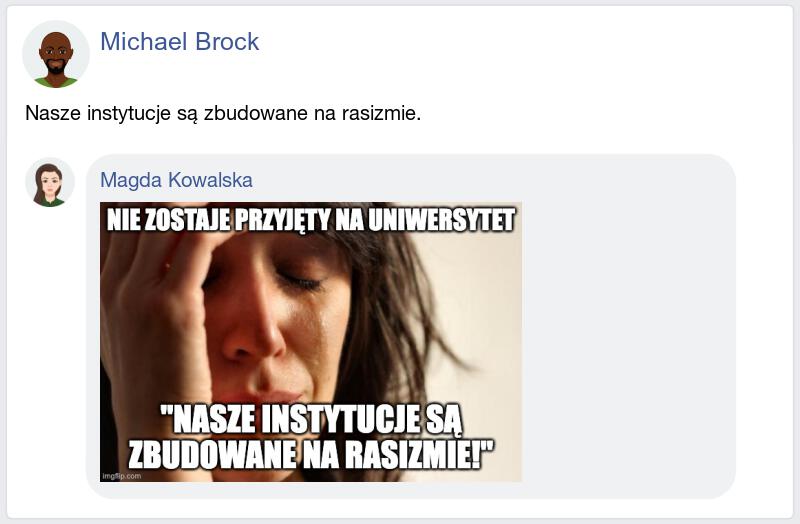 Michael Brock
Nasze instytucje są zbudowane na rasizmie.
Magda Kowalska
NIE ZOSTAJE PRZYJĘTY NA UNIWERSYTET
"NASZE INSTYTUCJE SĄ
ZBUDOWANE NA RASIZMIE!"
imgflip.com